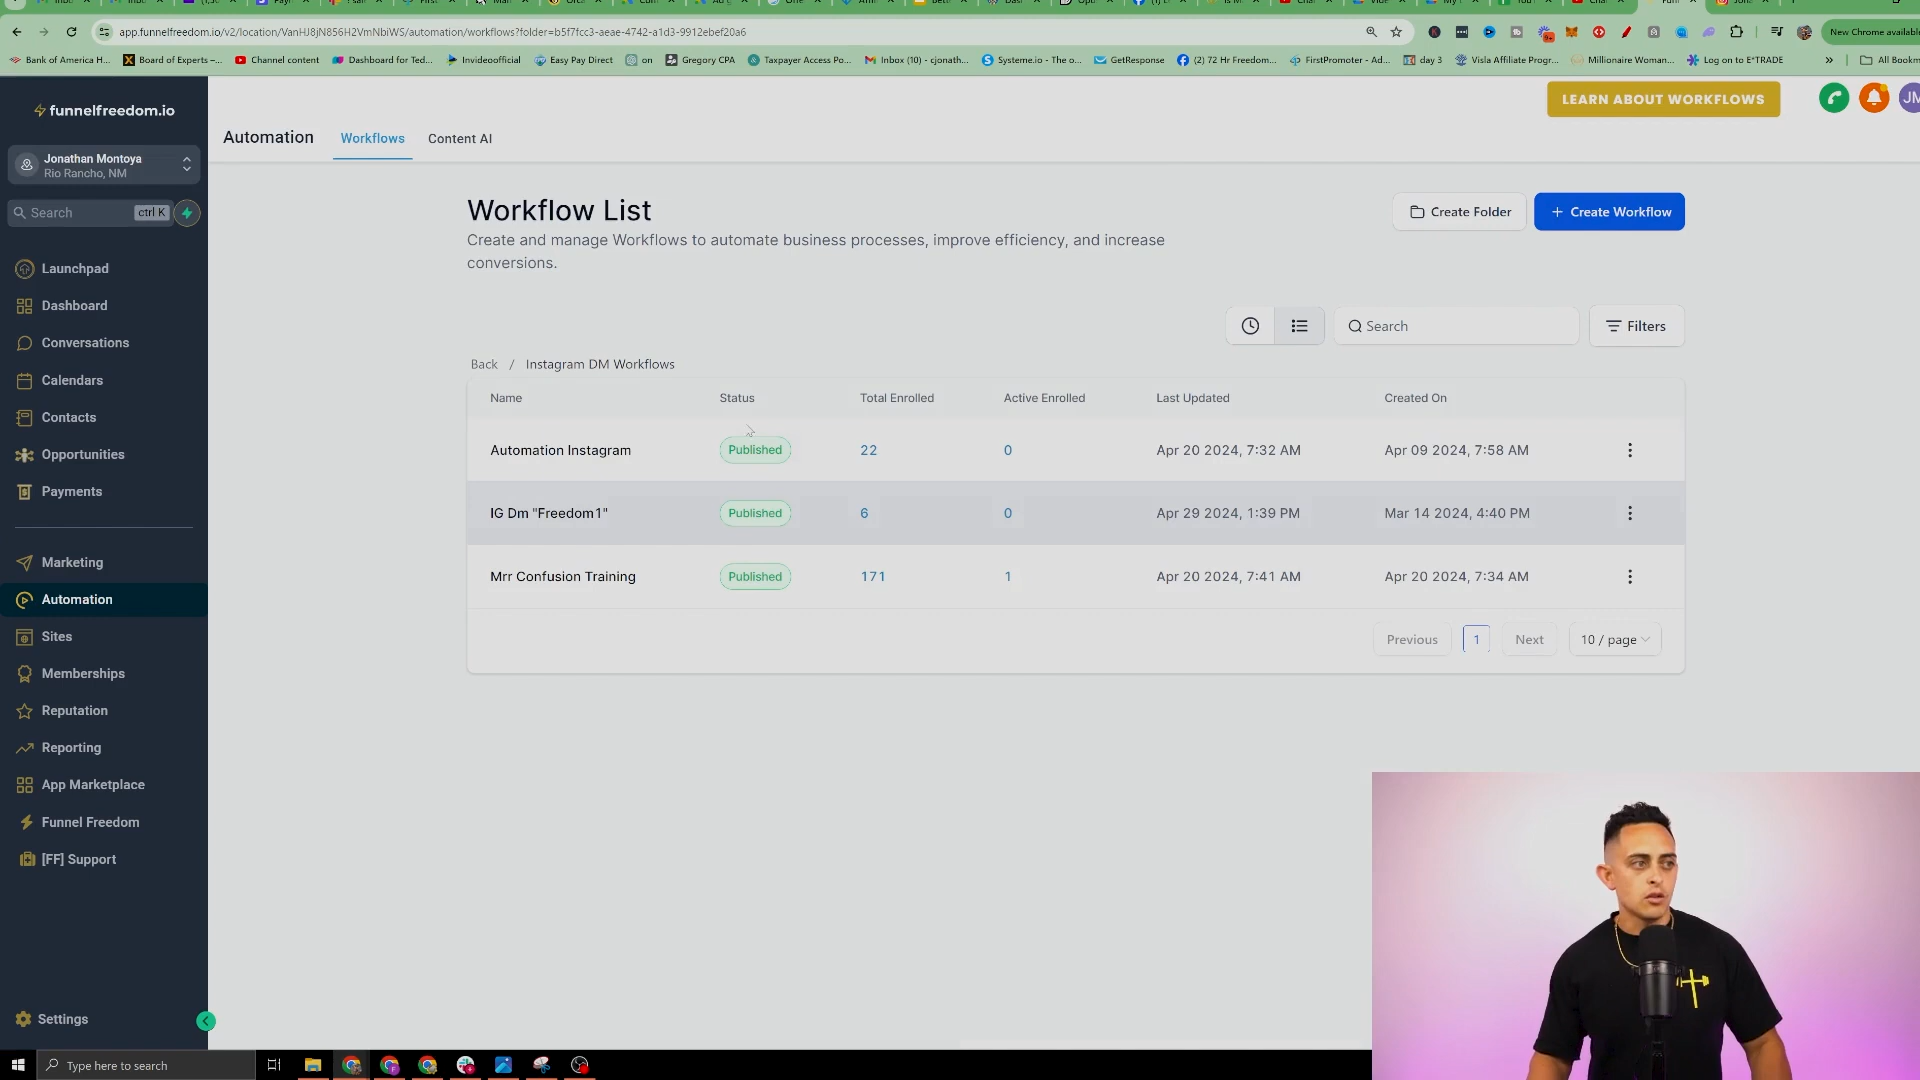 app.funnelfreedom.io/v2/location/VanHJ8jN856H2VmNbiWS/automation/workflows?folder=b5f7fcc3-aeae-4742-a1d3-9912ebef20a6
New Chrome available
Bank of America H...
Board of Experts –...
Channel content
Dashboard for Ted...
Invideoofficial
Easy Pay Direct
on
Gregory CPA
Taxpayer Access Po...
Inbox (10) - cjonath...
Systeme.io - The o...
GetResponse
(2) 72 Hr Freedom...
FirstPromoter - Ad...
day 3
Visla Affiliate Progr...
Millionaire Woman...
Log on to E*TRADE
»
All Bookm
funnelfreedom.io
LEARN ABOUT WORKFLOWS
JM
Automation
Workflows
Content AI
Jonathan Montoya
Rio Rancho, NM
Search
ctrl K
Launchpad
Dashboard
Conversations
Calendars
Contacts
Opportunities
Payments
Marketing
Automation
Sites
Memberships
Reputation
Reporting
App Marketplace
Funnel Freedom
[FF] Support
Settings
Workflow List
Create and manage Workflows to automate business processes, improve efficiency, and increase
conversions.
Create Folder
+ Create Workflow
Search
Filters
Back / Instagram DM Workflows
Name Status Total Enrolled Active Enrolled Last Updated Created On
Automation Instagram Published 22 0 Apr 20 2024, 7:32 AM Apr 09 2024, 7:58 AM
IG Dm "Freedom1" Published 6 0 Apr 29 2024, 1:39 PM Mar 14 2024, 4:40 PM
Mrr Confusion Training Published 171 1 Apr 20 2024, 7:41 AM Apr 20 2024, 7:34 AM
Previous 1 Next 10 / page
Type here to search